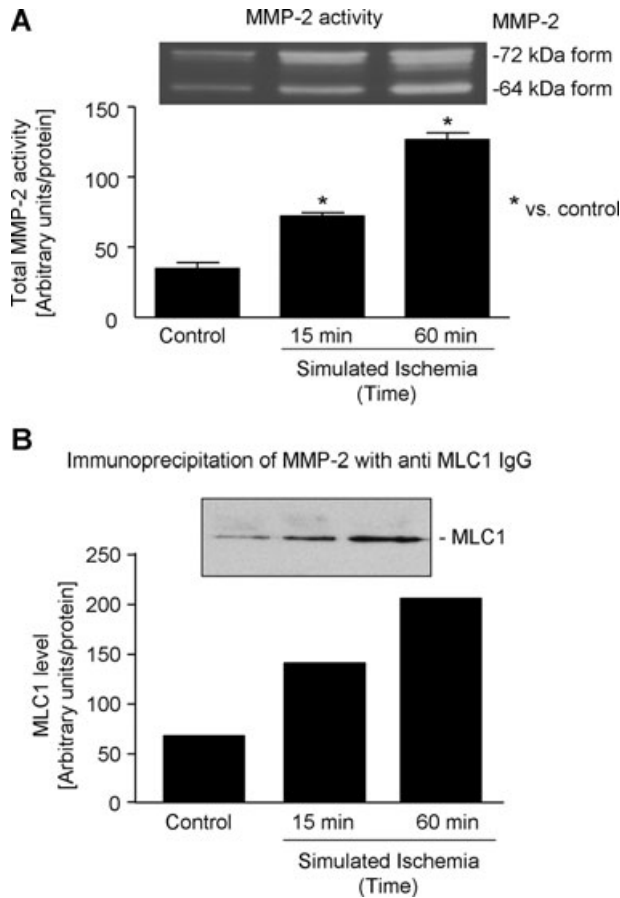 A
MMP-2 activity
MMP-2
-72 kDa form
-64 kDa form
Total MMP-2 activity
[Arbitrary units/protein]
150
100
50
0
*
*
* vs. control
Control
15 min
60 min
Simulated Ischemia
(Time)
B
Immunoprecipitation of MMP-2 with anti MLC1 IgG
- MLC1
MLC1 level
[Arbitrary units/protein]
250
200
150
100
50
0
Control
15 min
60 min
Simulated Ischemia
(Time)